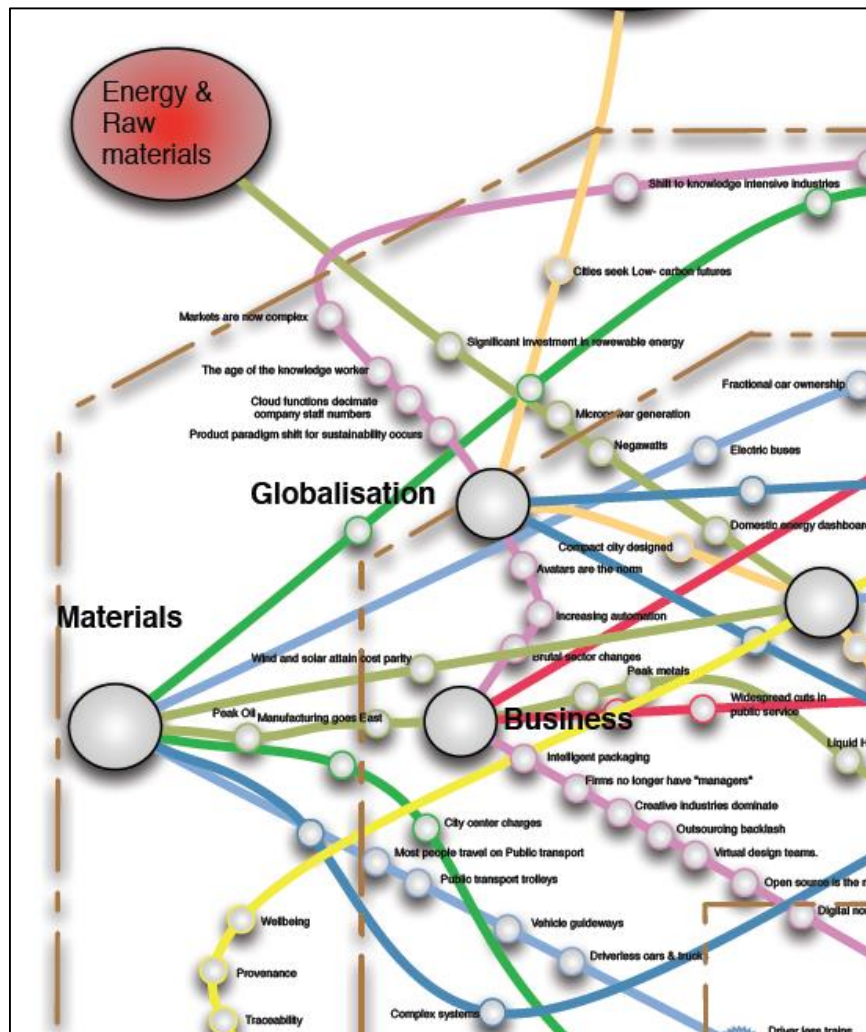 Energy &
Raw
materials
Shift to knowledge intensive industries
Cities seek Low- carbon futures
Markets are now complex
Significant investment in rewewable energy
The age of the knowledge worker
Fractional car ownership
Cloud functions decimate
company staff numbers
Micropower generation
Product paradigm shift for sustainability occurs
Negawatts
Electric buses
Globalisation
Domestic energy dashboard
Compact city designed
Avatars are the norm
Materials
Increasing automation
Wind and solar attain cost parity
Brutal sector changes
Peak metals
Peak Oil
Manufacturing goes East
Business
Widespread cuts in
public service
Liquid H
Intelligent packaging
Firms no longer have "managers"
Creative industries dominate
City center charges
Outsourcing backlash
Most people travel on Public transport
Virtual design teams.
Public transport trolleys
Open source is the
Wellbeing
Digital
Vehicle guideways
Driverless cars & truck
Provenance
Complex systems
Traceability
Driver less trains